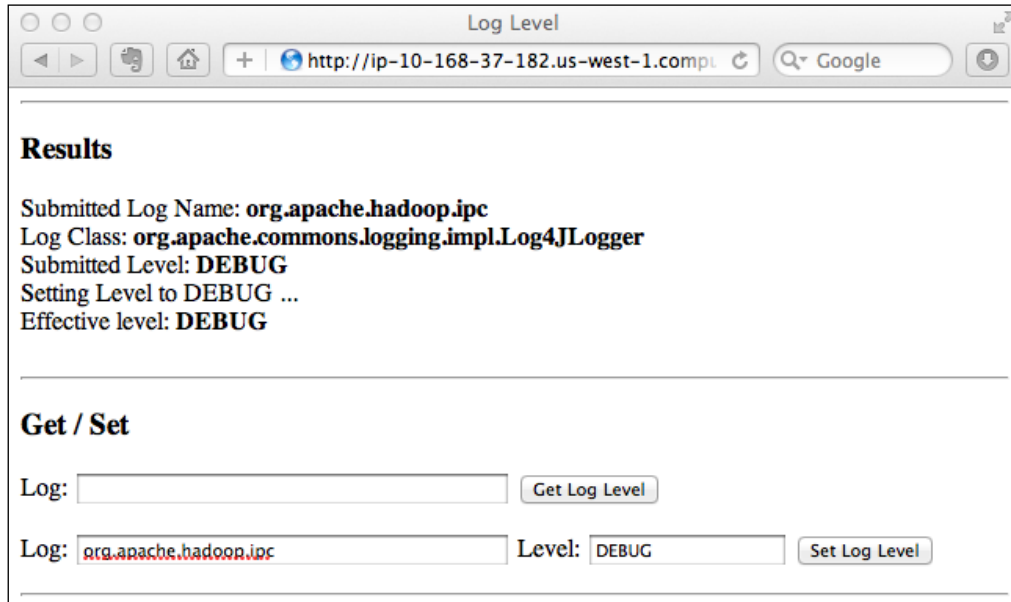 Log Level
http://ip-10-168-37-182.us-west-1.compu
Google
Results
Submitted Log Name: org.apache.hadoop.ipc
Log Class: org.apache.commons.logging.impl.Log4JLogger
Submitted Level: DEBUG
Setting Level to DEBUG ...
Effective level: DEBUG
Get / Set
Log: Get Log Level
Log: org.apache.hadoop.ipc Level: DEBUG Set Log Level